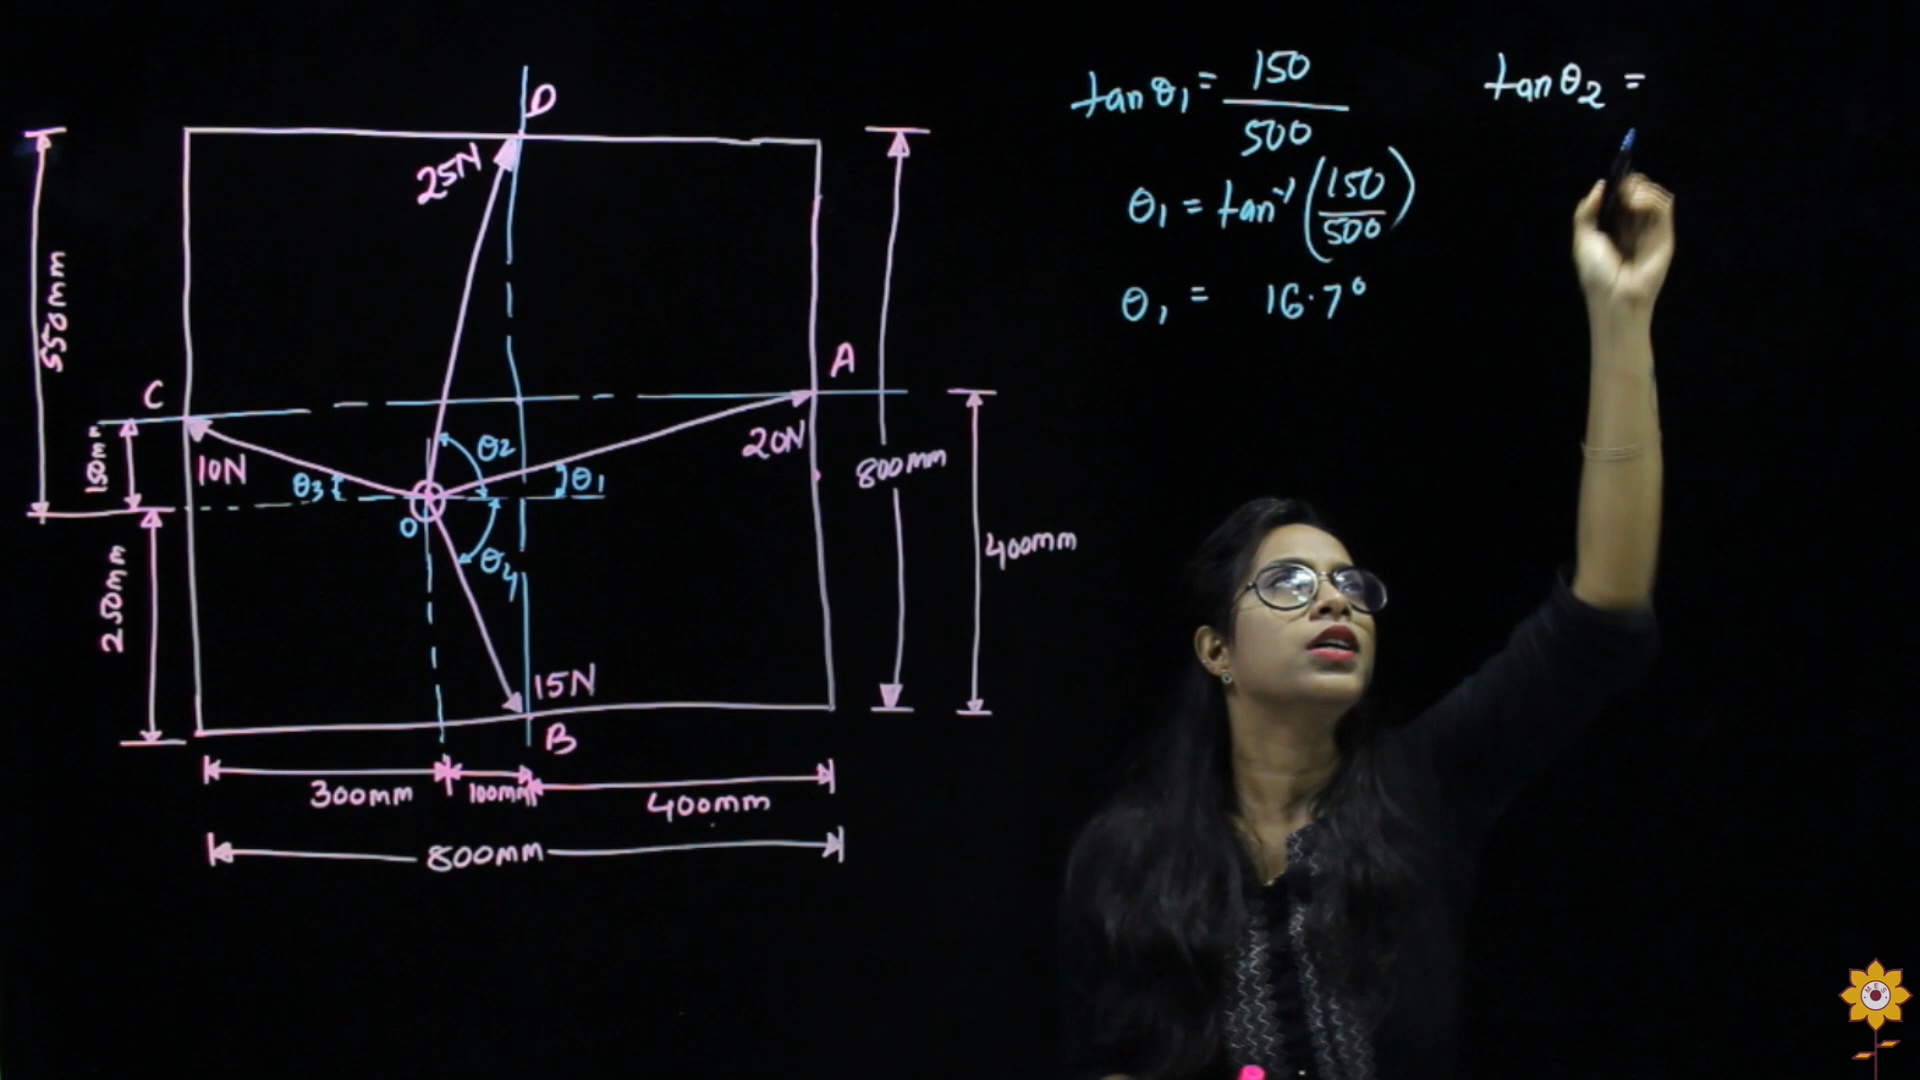 D
25N
550mm
C
A
150mm
10N
θ3
θ2
θ1
20N
800mm
O
θ4
400mm
250mm
15N
B
300mm
100mm
400mm
800mm
tan θ1 = 150
500
θ1 = tan⁻¹ (150
500)
θ1 = 16.7°
tan θ2 =
MES